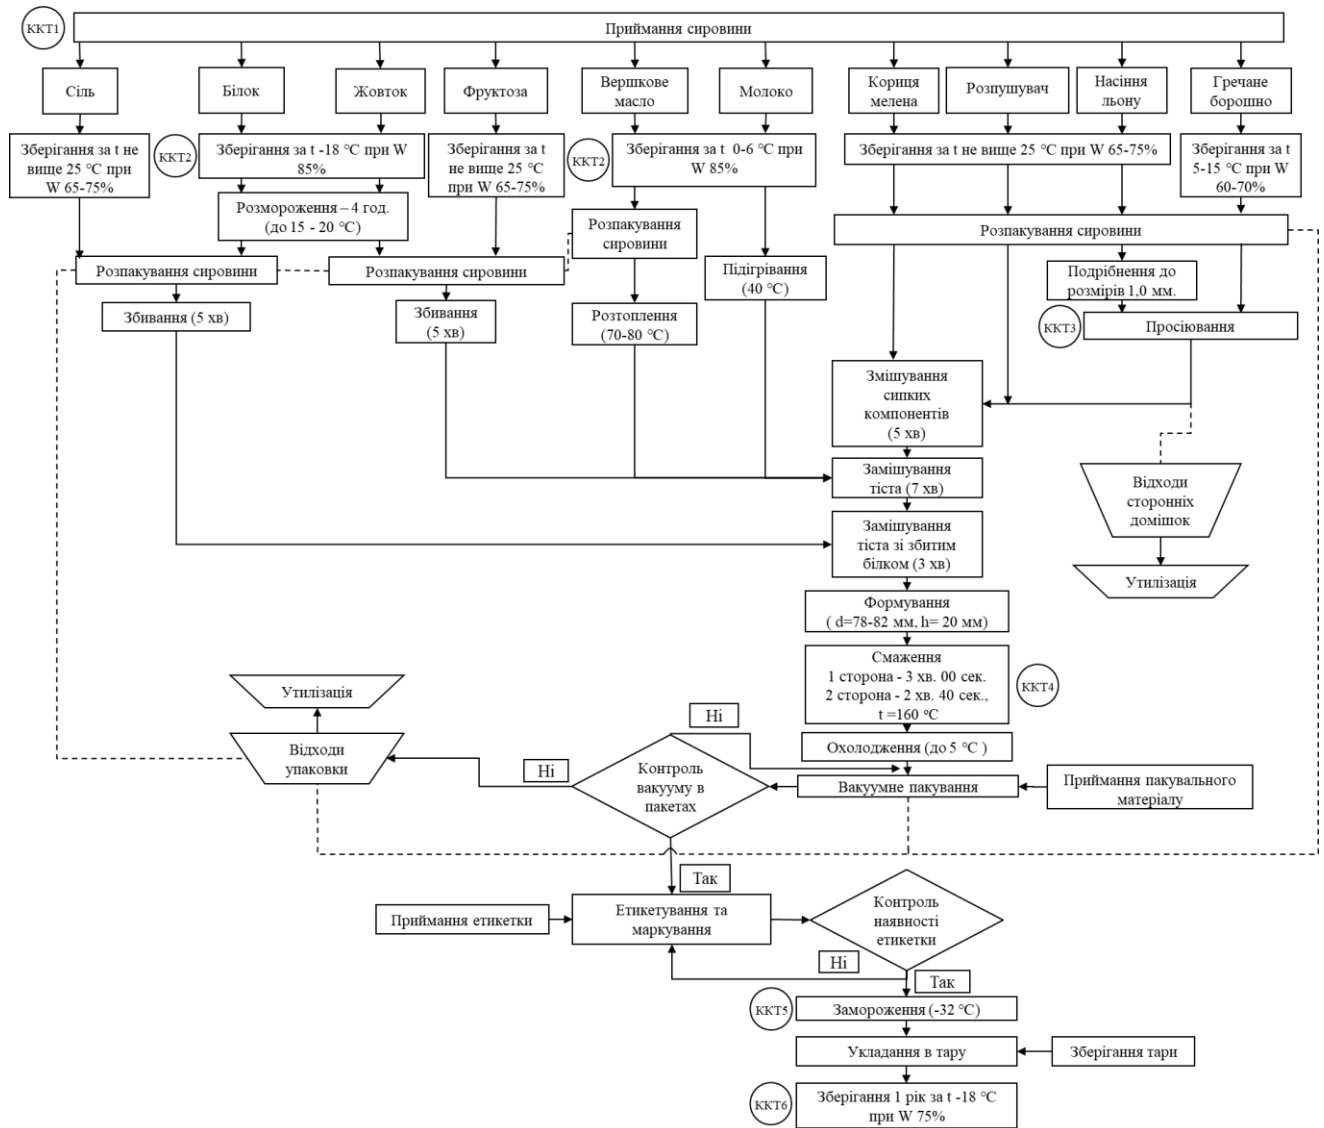 ККТ1
Приймання сировини
Сіль
Білок
Жовток
Фруктоза
Вершкове
масло
Молоко
Кориця
мелена
Розпушувач
Насіння
льону
Гречане
борошно
Зберігання за t не
вище 25 °C при
W 65-75%
ККТ2
Зберігання за t -18 °C при W
85%
Зберігання за t
не вище 25 °C
при W 65-75%
ККТ2
Зберігання за t 0-6 °C при
W 85%
Зберігання за t не вище 25 °C при W 65-75%
Зберігання за t
5-15 °C при W
60-70%
Розмороження – 4 год.
(до 15 - 20 °C)
Розпакування
сировини
Розпакування сировини
Розпакування сировини
Розпакування сировини
Підігрівання
(40 °C)
Подрібнення до
розмірів 1,0 мм.
Збивання (5 хв)
Збивання
(5 хв)
Розтоплення
(70-80 °C)
ККТ3
Просіювання
Змішування
сипких
компонентів
(5 хв)
Замішування
тіста (7 хв)
Відходи
сторонніх
домішок
Замішування
тіста зі збитим
білком (3 хв)
Утилізація
Формування
( d=78-82 мм, h= 20 мм)
Смаження
1 сторона - 3 хв. 00 сек.
2 сторона - 2 хв. 40 сек.,
t =160 °C
ККТ4
Утилізація
Ні
Охолодження (до 5 °C )
Відходи
упаковки
Ні
Контроль
вакууму в
пакетах
Вакуумне пакування
Приймання пакувального
матеріалу
Так
Приймання етикетки
Етикетування та
маркування
Контроль
наявності
етикетки
Ні
Так
ККТ5
Замороження (-32 °C)
Укладання в тару
Зберігання тари
ККТ6
Зберігання 1 рік за t -18 °C
при W 75%